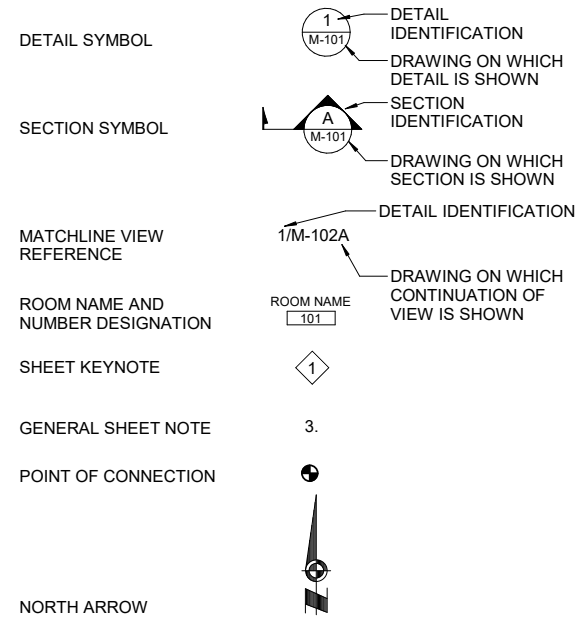 DETAIL SYMBOL
1
M-101
DETAIL
IDENTIFICATION
DRAWING ON WHICH
DETAIL IS SHOWN
SECTION SYMBOL
A
M-101
SECTION
IDENTIFICATION
DRAWING ON WHICH
SECTION IS SHOWN
MATCHLINE VIEW
REFERENCE
1/M-102A
DETAIL IDENTIFICATION
DRAWING ON WHICH
CONTINUATION OF
VIEW IS SHOWN
ROOM NAME AND
NUMBER DESIGNATION
ROOM NAME
101
SHEET KEYNOTE
1
GENERAL SHEET NOTE
3.
POINT OF CONNECTION
NORTH ARROW
N